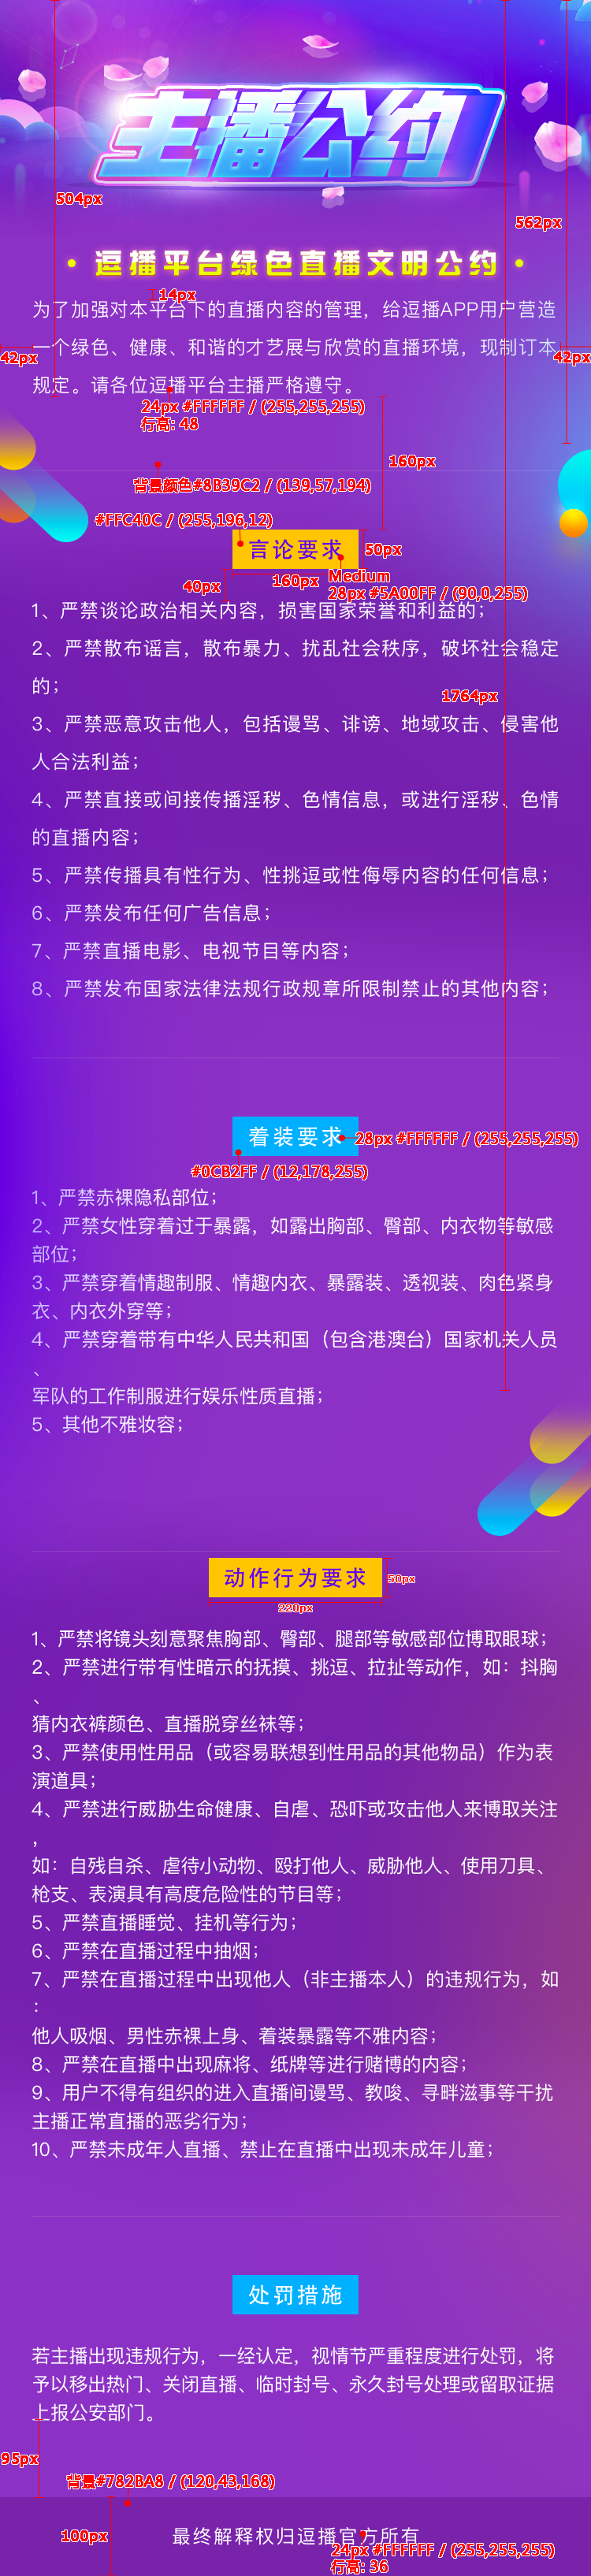 主播公约
504px
562px
· 逗播平台绿色直播文明公约 ·
14px
为了加强对本平台下的直播内容的管理，给逗播APP用户营造
一个绿色、健康、和谐的才艺展与欣赏的直播环境，现制订本
42px
42px
规定。请各位逗播平台主播严格遵守。
24px #FFFFFF / (255,255,255)
行高: 48
160px
背景颜色#8B39C2 / (139,57,194)
#FFC40C / (255,196,12)
言论要求
50px
160px
40px
Medium
28px #5A00FF / (90,0,255)
1、严禁谈论政治相关内容，损害国家荣誉和利益的；
2、严禁散布谣言，散布暴力、扰乱社会秩序，破坏社会稳定
的；
1764px
3、严禁恶意攻击他人，包括谩骂、诽谤、地域攻击、侵害他
人合法利益；
4、严禁直接或间接传播淫秽、色情信息，或进行淫秽、色情
的直播内容；
5、严禁传播具有性行为、性挑逗或性侮辱内容的任何信息；
6、严禁发布任何广告信息；
7、严禁直播电影、电视节目等内容；
8、严禁发布国家法律法规行政规章所限制禁止的其他内容；
着装要求
28px #FFFFFF / (255,255,255)
#0CB2FF / (12,178,255)
1、严禁赤裸隐私部位；
2、严禁女性穿着过于暴露，如露出胸部、臀部、内衣物等敏感
部位；
3、严禁穿着情趣制服、情趣内衣、暴露装、透视装、肉色紧身
衣、内衣外穿等；
4、严禁穿着带有中华人民共和国（包含港澳台）国家机关人员
、
军队的工作制服进行娱乐性质直播；
5、其他不雅妆容；
动作行为要求
50px
220px
1、严禁将镜头刻意聚焦胸部、臀部、腿部等敏感部位博取眼球；
2、严禁进行带有性暗示的抚摸、挑逗、拉扯等动作，如：抖胸
、
猜内衣裤颜色、直播脱穿丝袜等；
3、严禁使用性用品（或容易联想到性用品的其他物品）作为表
演道具；
4、严禁进行威胁生命健康、自虐、恐吓或攻击他人来博取关注
，
如：自残自杀、虐待小动物、殴打他人、威胁他人、使用刀具、
枪支、表演具有高度危险性的节目等；
5、严禁直播睡觉、挂机等行为；
6、严禁在直播过程中抽烟；
7、严禁在直播过程中出现他人（非主播本人）的违规行为，如
：
他人吸烟、男性赤裸上身、着装暴露等不雅内容；
8、严禁在直播中出现麻将、纸牌等进行赌博的内容；
9、用户不得有组织的进入直播间谩骂、教唆、寻畔滋事等干扰
主播正常直播的恶劣行为；
10、严禁未成年人直播、禁止在直播中出现未成年儿童；
处罚措施
若主播出现违规行为，一经认定，视情节严重程度进行处罚，将
予以移出热门、关闭直播、临时封号、永久封号处理或留取证据
上报公安部门。
95px
背景#782BA8 / (120,43,168)
100px
最终解释权归逗播官方所有
24px #FFFFFF / (255,255,255)
行高: 36